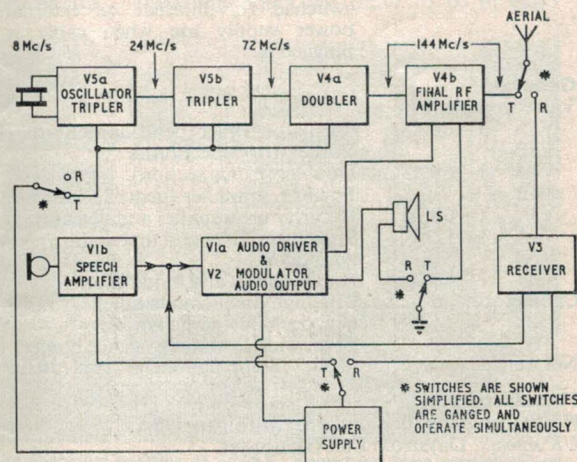 AERIAL
8 Mc/s
24 Mc/s
72 Mc/s
144 Mc/s
V5a
OSCILLATOR
TRIPLER
V5b
TRIPLER
V4a
DOUBLER
V4b
FINAL RF
AMPLIFIER
*
T
R
R
T
*
V1b
SPEECH
AMPLIFIER
V1a AUDIO DRIVER
&
V2 MODULATOR
AUDIO OUTPUT
LS
R
T
*
V3
RECEIVER
T
R
*
POWER
SUPPLY
* SWITCHES ARE SHOWN
SIMPLIFIED. ALL SWITCHES
ARE GANGED AND
OPERATE SIMULTANEOUSLY